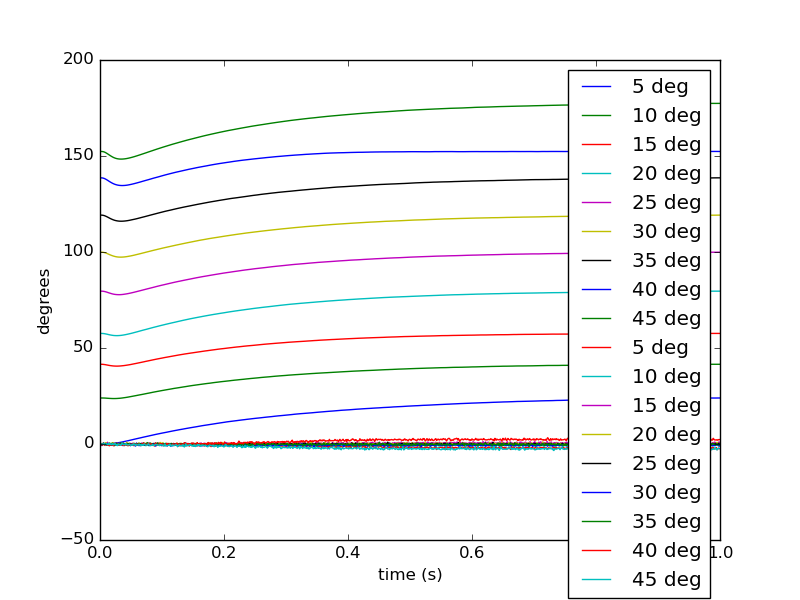 200
150
100
50
0
−50
degrees
0.0
0.2
0.4
0.6
1.0
time (s)
5 deg
10 deg
15 deg
20 deg
25 deg
30 deg
35 deg
40 deg
45 deg
5 deg
10 deg
15 deg
20 deg
25 deg
30 deg
35 deg
40 deg
45 deg